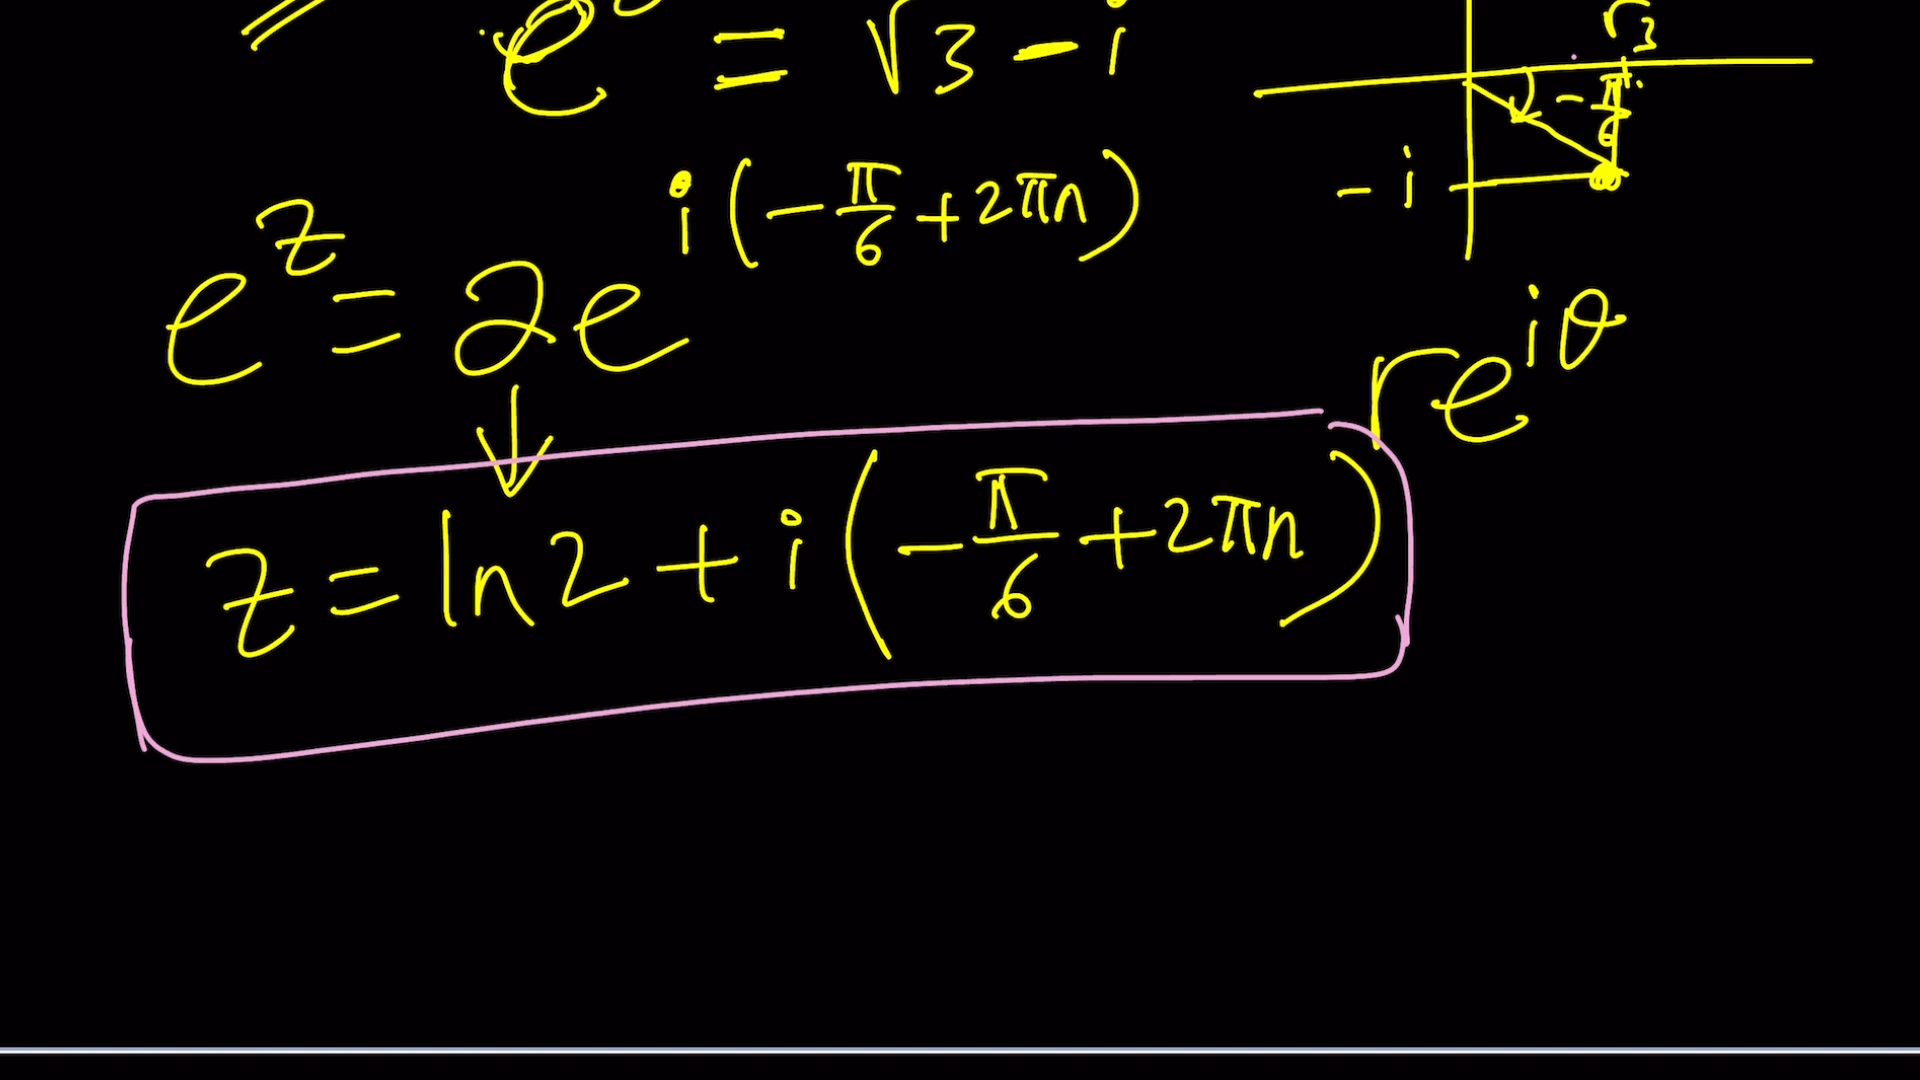 e = √3 - i
√3
-π/6
-i
e^z = 2e^{i(-π/6 + 2πn)}
re^{iθ}
z = ln2 + i(-π/6 + 2πn)